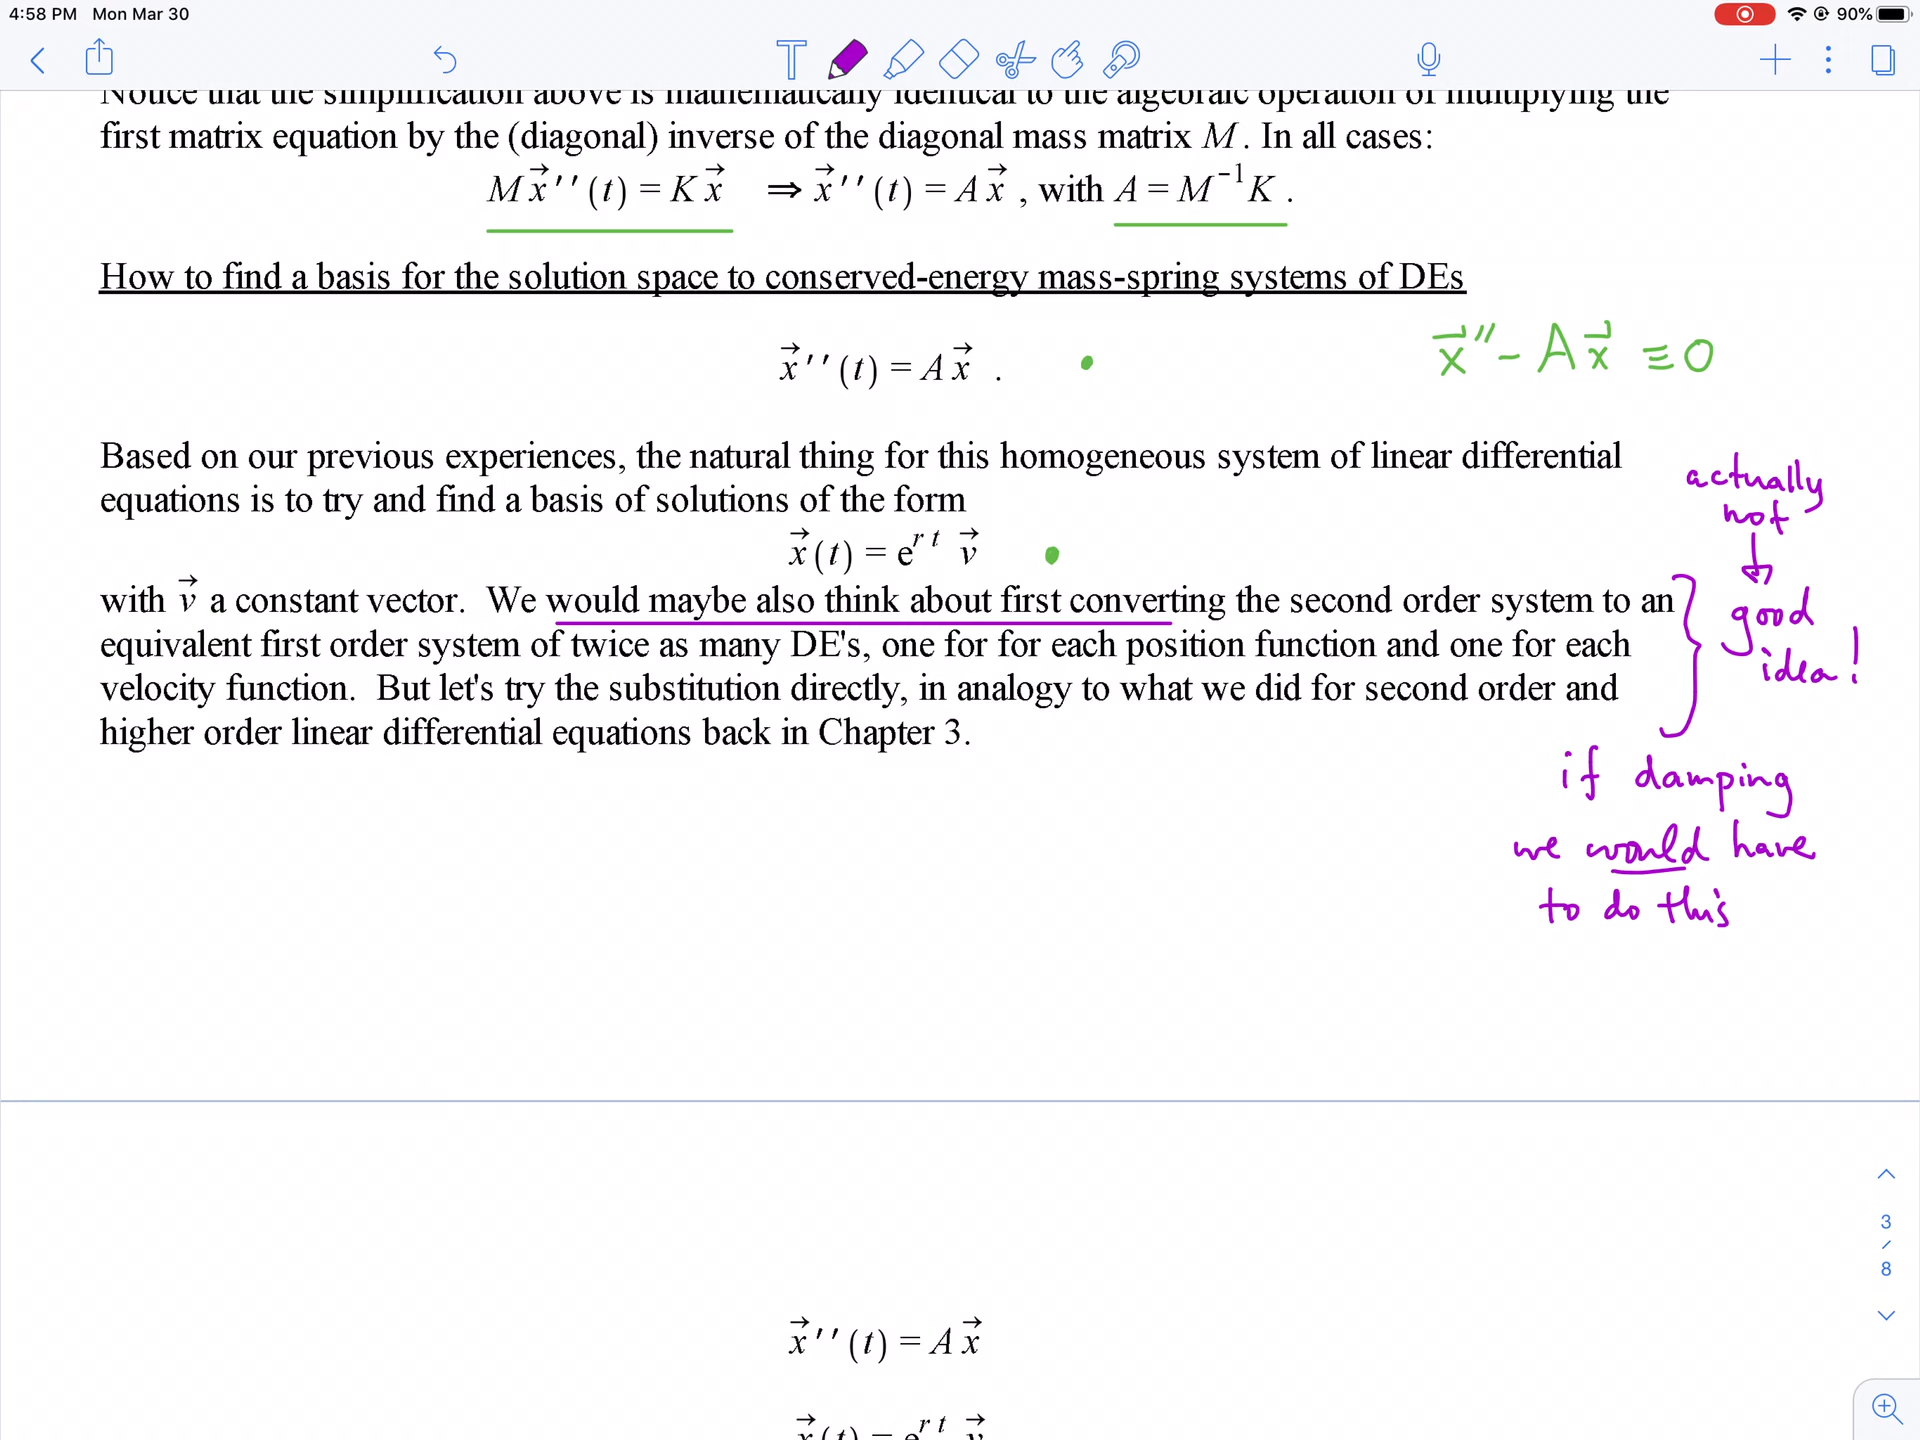 4:58 PM Mon Mar 30
90%
Notice that the simplification above is mathematically identical to the algebraic operation of multiplying the
first matrix equation by the (diagonal) inverse of the diagonal mass matrix M. In all cases:
M x⃗ ′′(t) = K x⃗ ⇒ x⃗ ′′(t) = A x⃗ , with A = M⁻¹K .
How to find a basis for the solution space to conserved-energy mass-spring systems of DEs
x⃗ ′′(t) = A x⃗ .
x⃗ ′′ - A x⃗ ≡ 0
Based on our previous experiences, the natural thing for this homogeneous system of linear differential
equations is to try and find a basis of solutions of the form
x⃗(t) = e^(r t) v⃗
with v⃗ a constant vector. We would maybe also think about first converting the second order system to an
equivalent first order system of twice as many DE's, one for for each position function and one for each
velocity function. But let's try the substitution directly, in analogy to what we did for second order and
higher order linear differential equations back in Chapter 3.
actually
not
good
idea!
if damping
we would have
to do this
3
/
8
x⃗ ′′(t) = A x⃗
x⃗(t) = e^(r t) v⃗